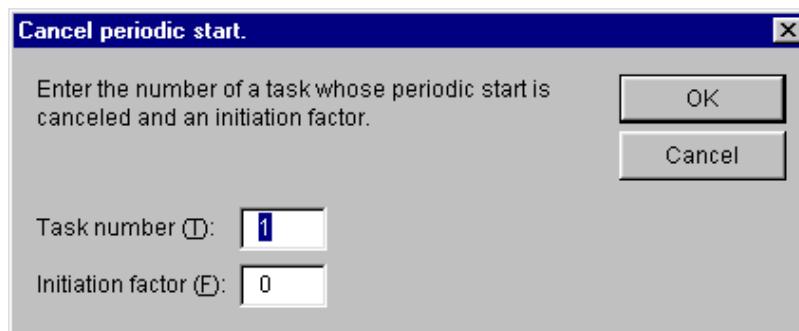 Cancel periodic start.
Enter the number of a task whose periodic start is
canceled and an initiation factor.
OK
Cancel
Task number (T): 1
Initiation factor (F): 0